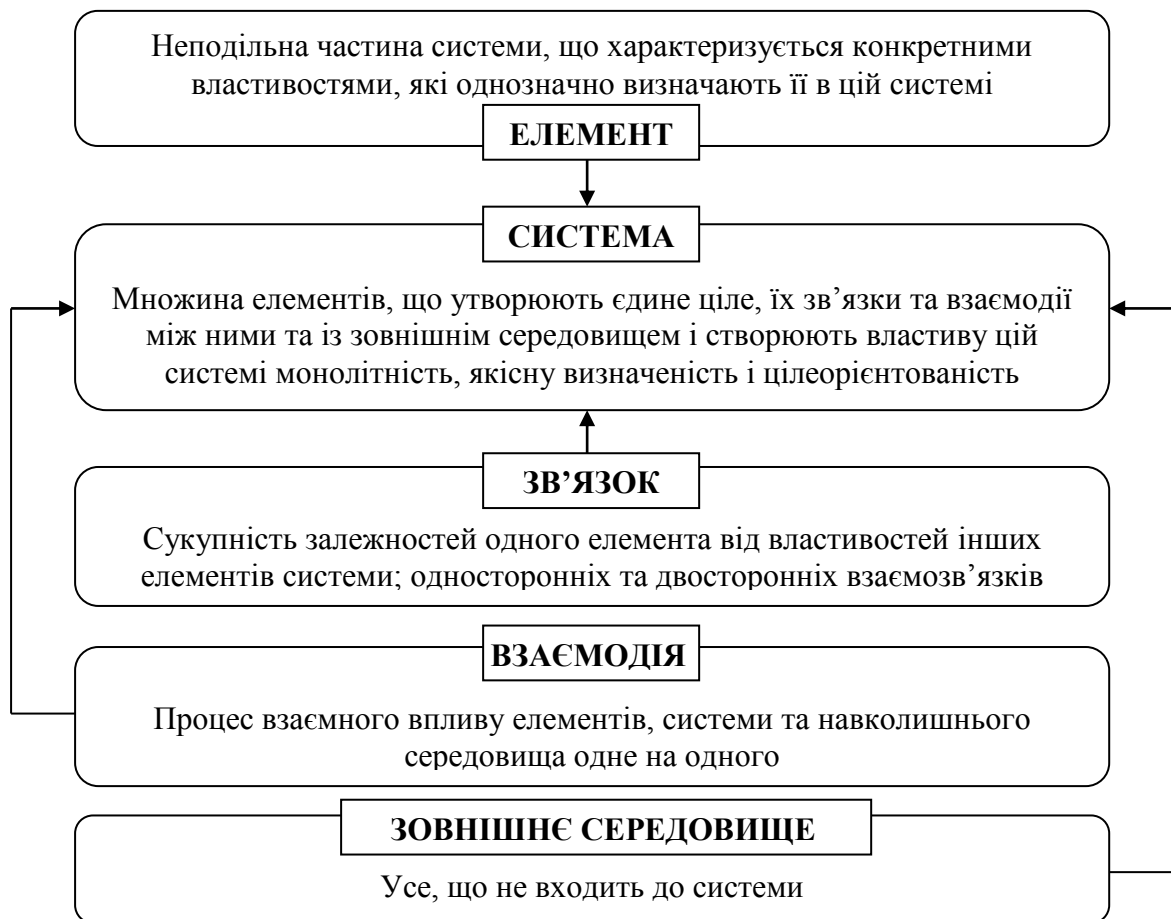 Неподільна частина системи, що характеризується конкретними
властивостями, які однозначно визначають її в цій системі
ЕЛЕМЕНТ
СИСТЕМА
Множина елементів, що утворюють єдине ціле, їх зв’язки та взаємодії
між ними та із зовнішнім середовищем і створюють властиву цій
системі монолітність, якісну визначеність і цілеорієнтованість
ЗВ’ЯЗОК
Сукупність залежностей одного елемента від властивостей інших
елементів системи; односторонніх та двосторонніх взаємозв’язків
ВЗАЄМОДІЯ
Процес взаємного впливу елементів, системи та навколишнього
середовища одне на одного
ЗОВНІШНЄ СЕРЕДОВИЩЕ
Усе, що не входить до системи